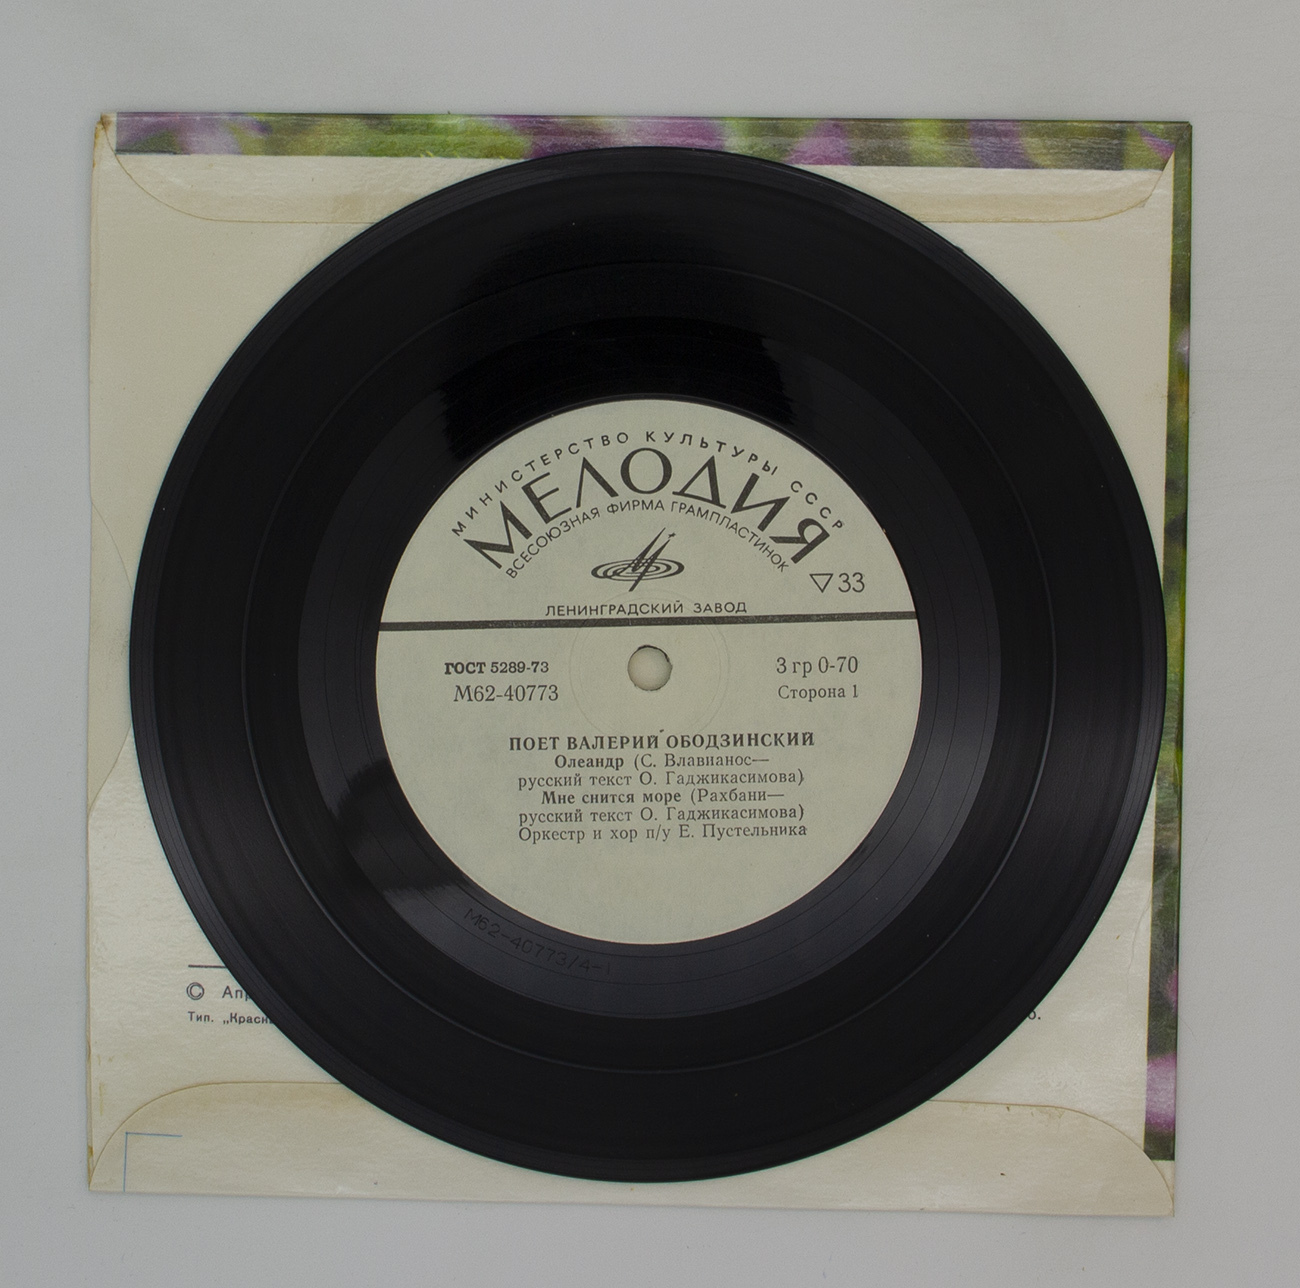 МИНИСТЕРСТВО КУЛЬТУРЫ СССР
МЕЛОДИЯ
ВСЕСОЮЗНАЯ ФИРМА ГРАМПЛАСТИНОК
▽33
ЛЕНИНГРАДСКИЙ ЗАВОД
ГОСТ 5289-73
3 гр 0-70
М62-40773
Сторона 1
ПОЕТ ВАЛЕРИЙ ОБОДЗИНСКИЙ
Олеандр (С. Влавианос—
русский текст О. Гаджикасимова)
Мне снится море (Рахбани—
русский текст О. Гаджикасимова)
Оркестр и хор п/у Е. Пустельника
М62-40773/4-1
©
Тип.